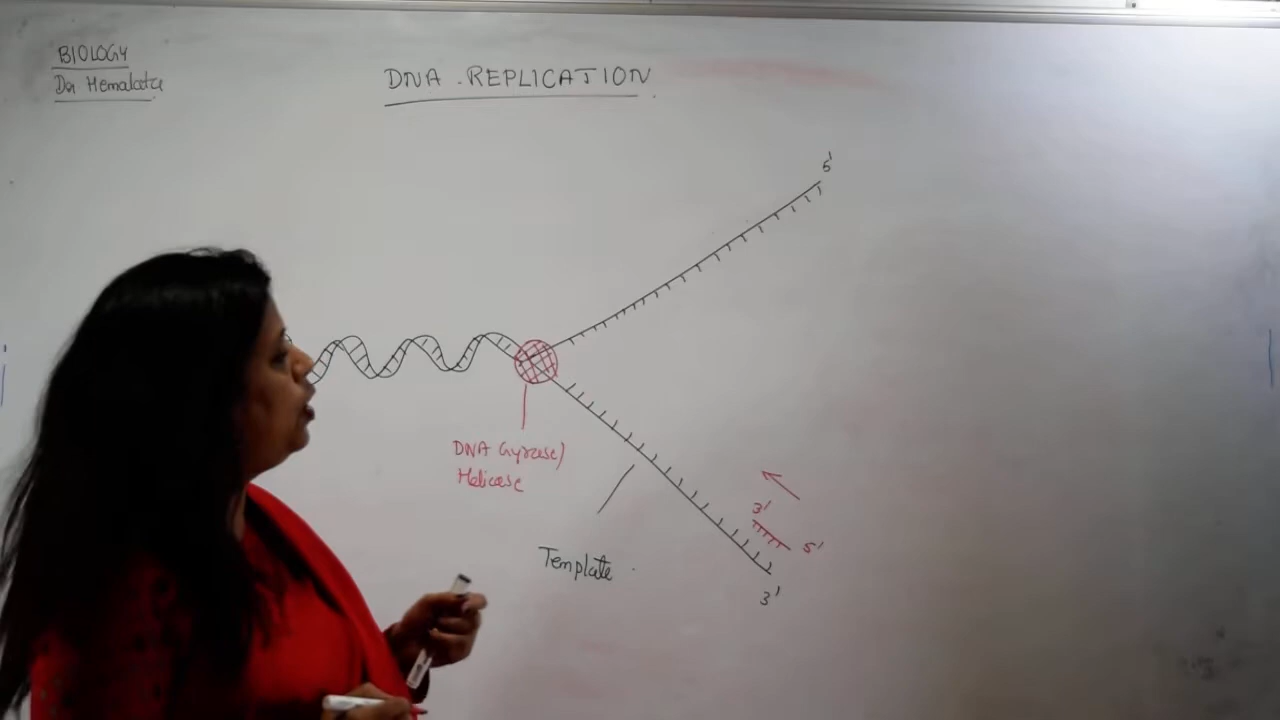 BIOLOGY
Dr Hemalata
DNA REPLICATION
5'
DNA Gyrase/
Helicase
3'
5'
Template
3'